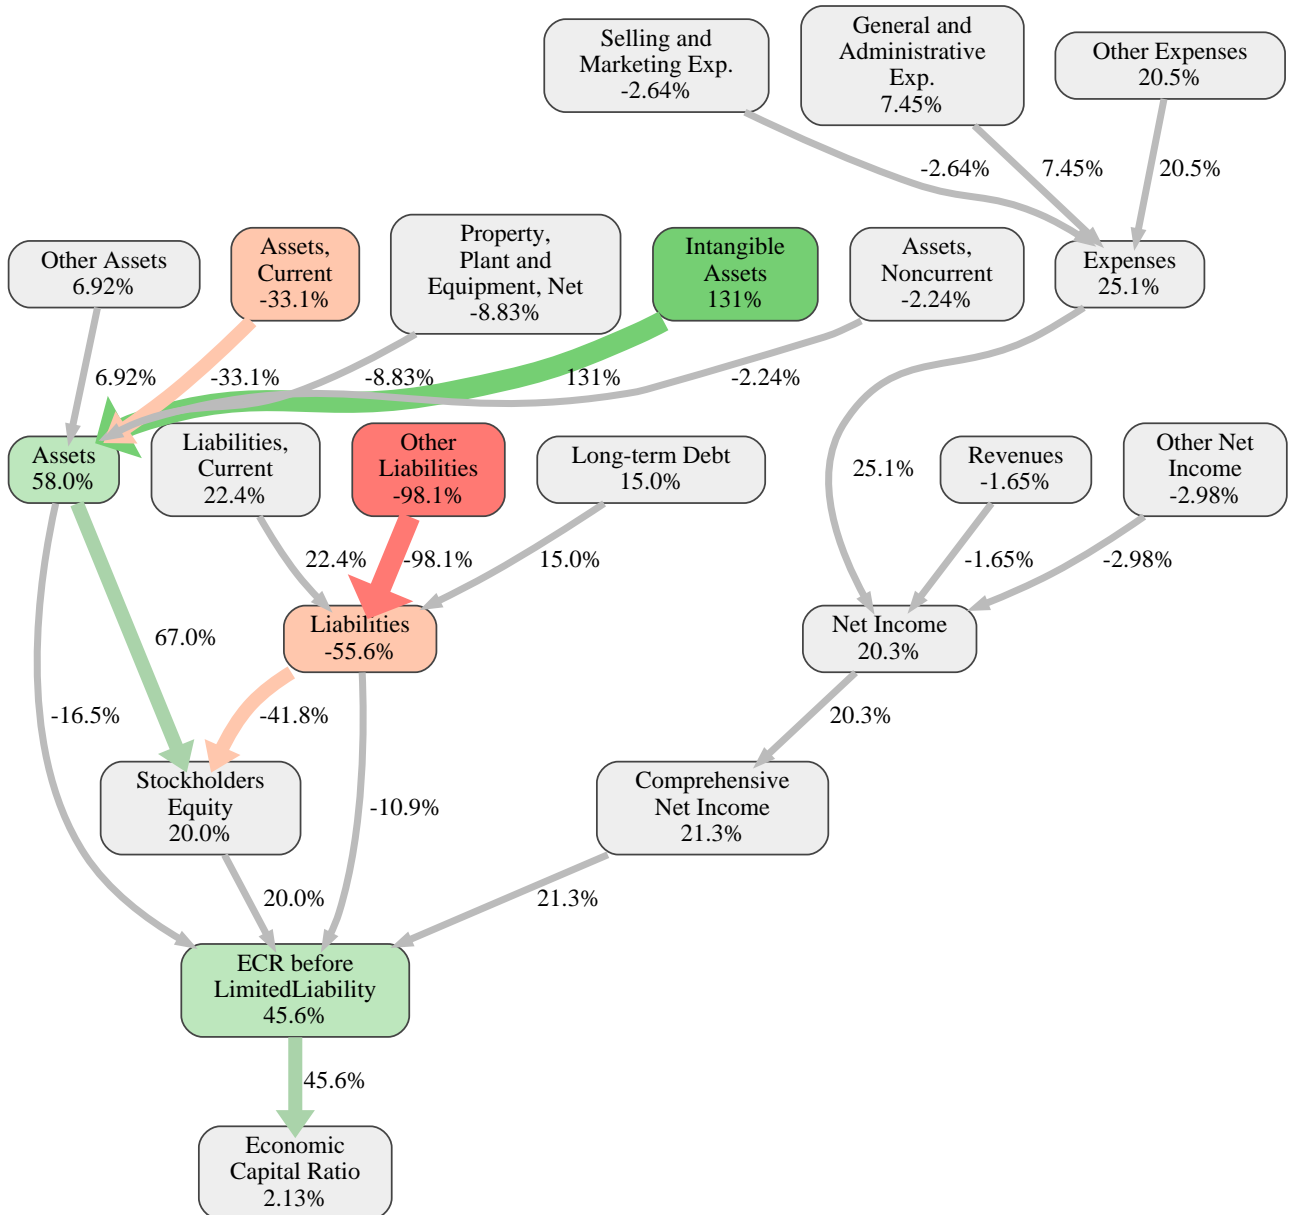 Selling and
Marketing Exp.
-2.64%
General and
Administrative
Exp.
7.45%
Other Expenses
20.5%
-2.64%
7.45%
20.5%
Other Assets
6.92%
Assets,
Current
-33.1%
Property,
Plant and
Equipment, Net
-8.83%
Intangible
Assets
131%
Assets,
Noncurrent
-2.24%
Expenses
25.1%
6.92%
-33.1%
-8.83%
131%
-2.24%
Assets
58.0%
Liabilities,
Current
22.4%
Other
Liabilities
-98.1%
Long-term Debt
15.0%
25.1%
Revenues
-1.65%
Other Net
Income
-2.98%
22.4%
-98.1%
15.0%
-1.65%
-2.98%
67.0%
Liabilities
-55.6%
Net Income
20.3%
-16.5%
-41.8%
20.3%
Stockholders
Equity
20.0%
-10.9%
Comprehensive
Net Income
21.3%
20.0%
21.3%
ECR before
LimitedLiability
45.6%
45.6%
Economic
Capital Ratio
2.13%